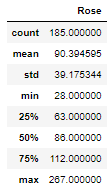 Rose
count 185.000000
mean 90.394595
std 39.175344
min 28.000000
25% 63.000000
50% 86.000000
75% 112.000000
max 267.000000